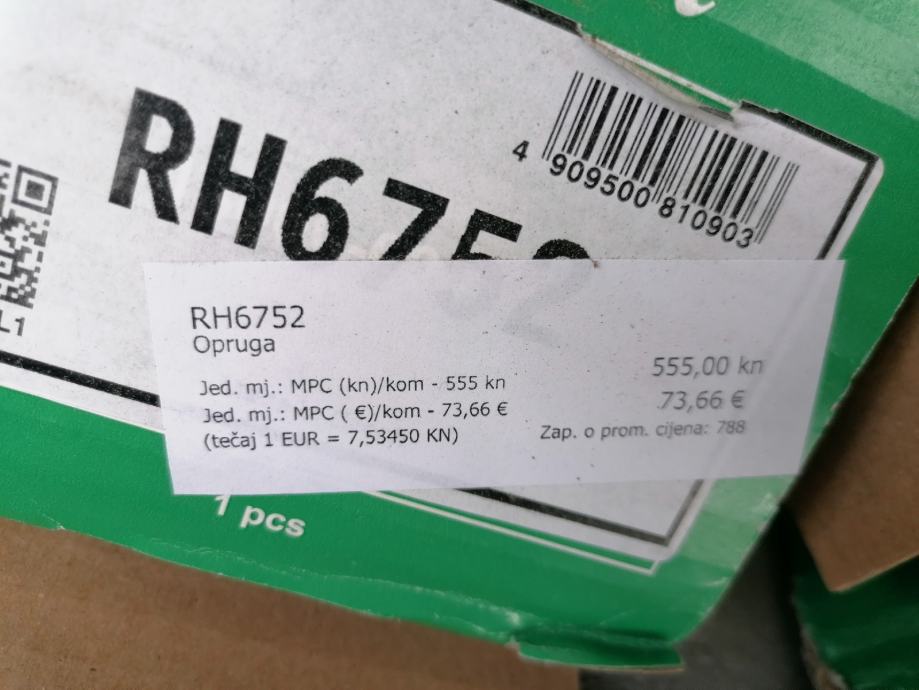 4 909500 810903
RH6752
L1
RH6752
Opruga
Jed. mj.: MPC (kn)/kom - 555 kn
Jed. mj.: MPC ( €)/kom - 73,66 €
(tečaj 1 EUR = 7,53450 KN)
555,00 kn
73,66 €
Zap. o prom. cijena: 788
1 pcs